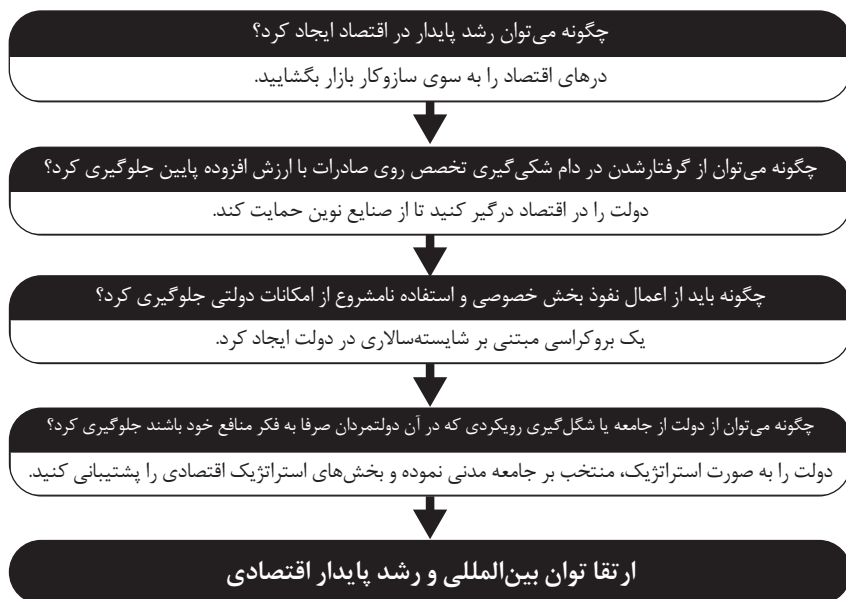 چگونه می‌توان رشد پایدار در اقتصاد ایجاد کرد؟
درهای اقتصاد را به سوی سازوکار بازار بگشایید.
چگونه می‌توان از گرفتارشدن در دام شکی‌گیری تخصص روی صادرات با ارزش افزوده پایین جلوگیری کرد؟
دولت را در اقتصاد درگیر کنید تا از صنایع نوین حمایت کند.
چگونه باید از اعمال نفوذ بخش خصوصی و استفاده نامشروع از امکانات دولتی جلوگیری کرد؟
یک بروکراسی مبتنی بر شایسته‌سالاری در دولت ایجاد کرد.
چگونه می‌توان از دولت از جامعه یا شگل‌گیری رویکردی که در آن دولتمردان صرفا به فکر منافع خود باشند جلوگیری کرد؟
دولت را به صورت استراتژیک، منتخب بر جامعه مدنی نموده و بخش‌های استراتژیک اقتصادی را پشتیبانی کنید.
ارتقا توان بین‌المللی و رشد پایدار اقتصادی